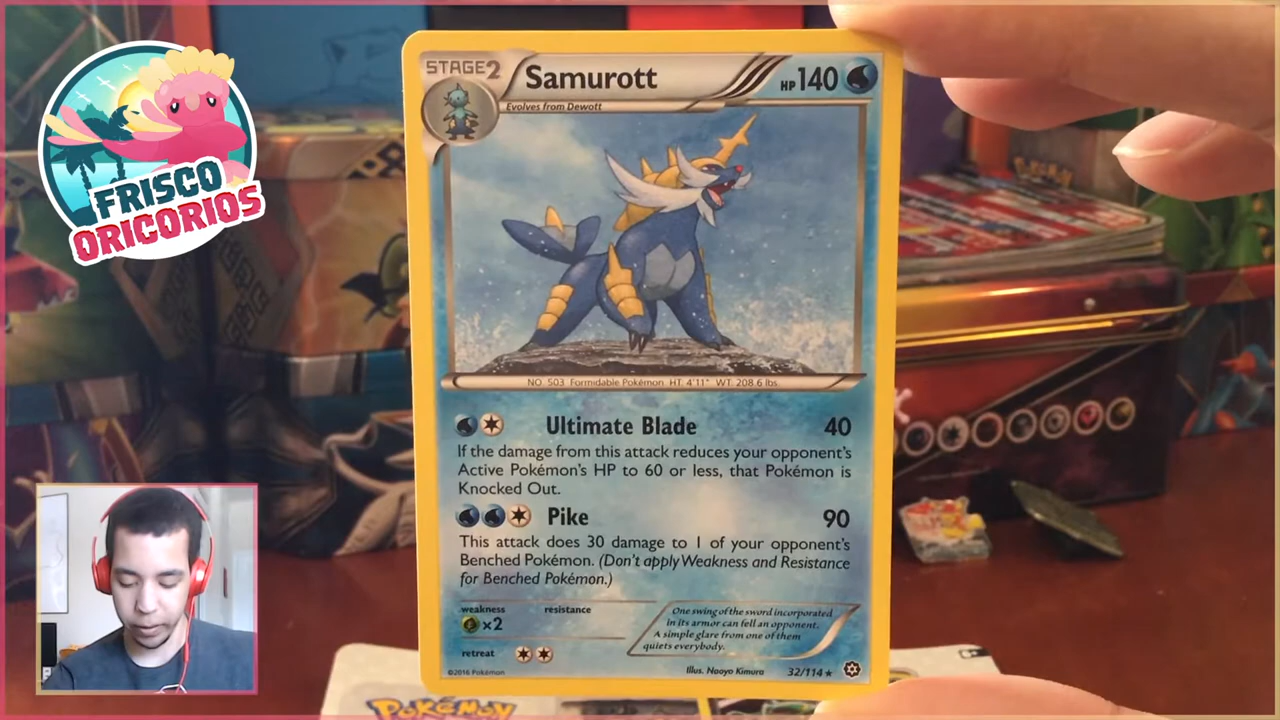 FRISCO
ORICORIOS
STAGE2
Samurott
HP140
Evolves from Dewott
NO. 503 Formidable Pokémon HT. 4'11" WT. 208.6 lbs
Ultimate Blade 40
If the damage from this attack reduces your opponent's
Active Pokémon's HP to 60 or less, that Pokémon is
Knocked Out.
Pike 90
This attack does 30 damage to 1 of your opponent's
Benched Pokémon. (Don't apply Weakness and Resistance
for Benched Pokémon.)
weakness resistance
×2
retreat
One swing of the sword incorporated
in its armor can fell an opponent.
A simple glare from one of them
quiets everybody.
©2016 Pokémon
Illus. Naoyo Kimura
32/114★
POKéMON
POKéMON